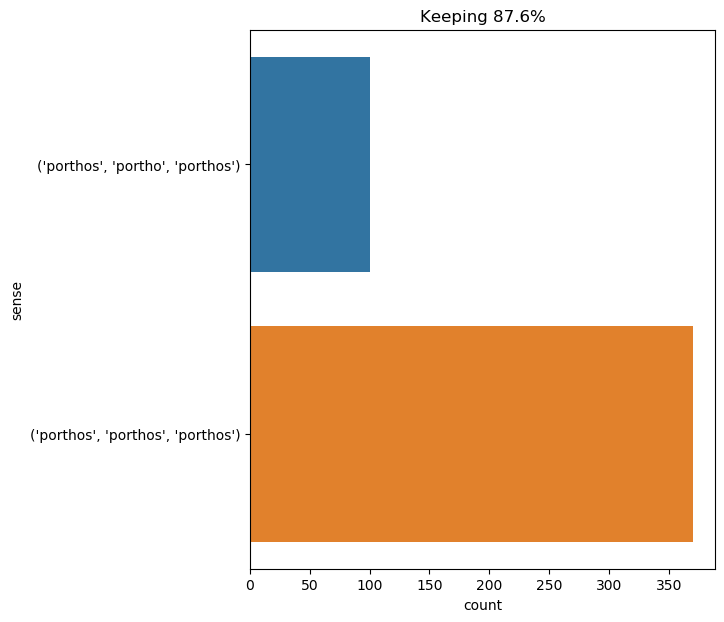 Keeping 87.6%
('porthos', 'portho', 'porthos')
sense
('porthos', 'porthos', 'porthos')
0 50 100 150 200 250 300 350
count